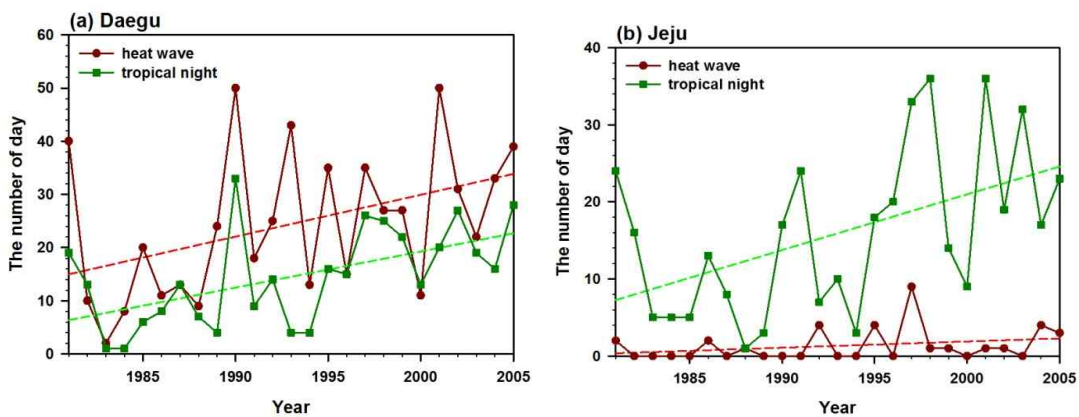 (a) Daegu
60
50
40
30
20
10
0
The number of day
heat wave
tropical night
1985 1990 1995 2000 2005
Year
(b) Jeju
40
30
20
10
0
The number of day
heat wave
tropical night
1985 1990 1995 2000 2005
Year